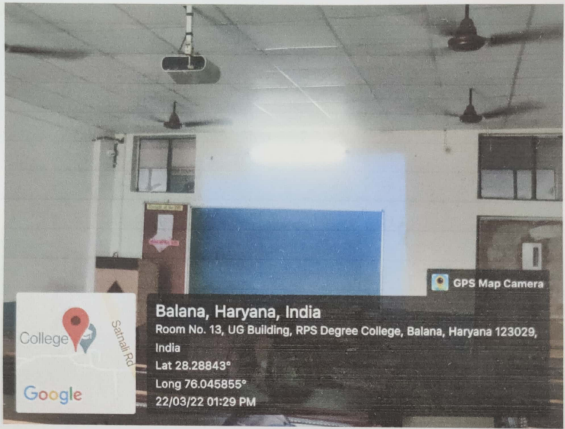 GPS Map Camera
Balana, Haryana, India
Room No. 13, UG Building, RPS Degree College, Balana, Haryana 123029,
India
Lat 28.28843°
Long 76.045855°
22/03/22 01:29 PM
College
Satnali Rd
Google